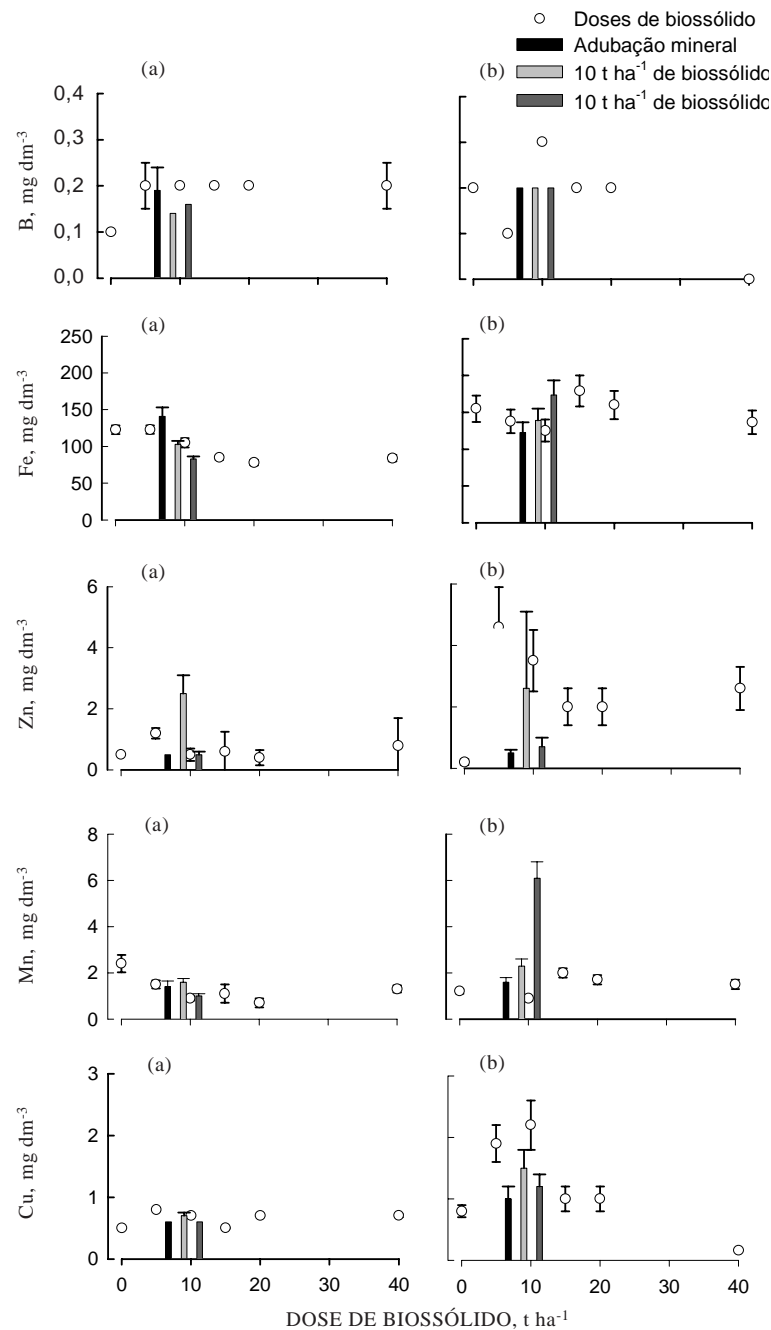 Doses de biossólido
Adubação mineral
10 t ha⁻¹ de biossólido
10 t ha⁻¹ de biossólido
(a)
(b)
B, mg dm⁻³
0,4
0,3
0,2
0,1
0,0
(a)
(b)
Fe, mg dm⁻³
250
200
150
100
50
0
(a)
(b)
Zn, mg dm⁻³
6
4
2
0
(a)
(b)
Mn, mg dm⁻³
8
6
4
2
0
(a)
(b)
Cu, mg dm⁻³
3
2
1
0
0 10 20 30 40
0 10 20 30 40
DOSE DE BIOSSÓLIDO, t ha⁻¹